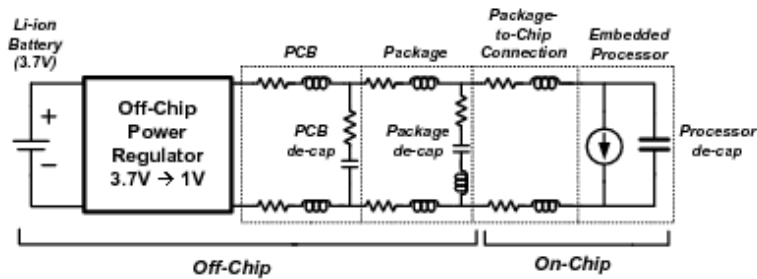 Li-ion
Battery
(3.7V)
+
−
Off-Chip
Power
Regulator
3.7V → 1V
PCB
PCB
de-cap
Package
Package
de-cap
Package-
to-Chip
Connection
Embedded
Processor
Processor
de-cap
Off-Chip
On-Chip